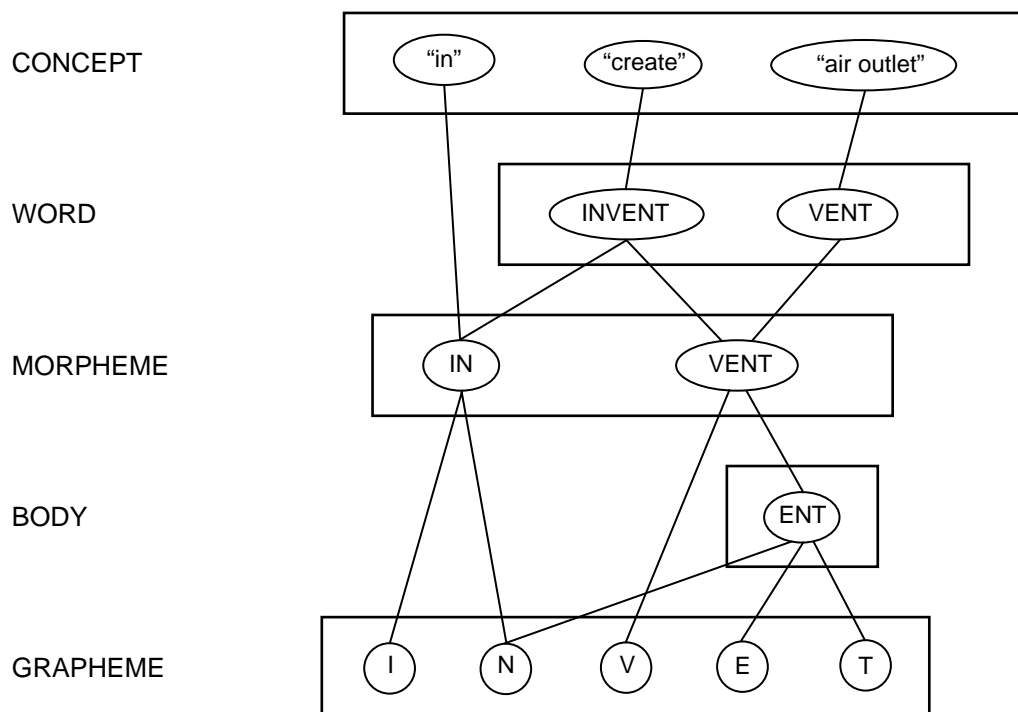 CONCEPT “in” “create” “air outlet”
WORD INVENT VENT
MORPHEME IN VENT
BODY ENT
GRAPHEME I N V E T